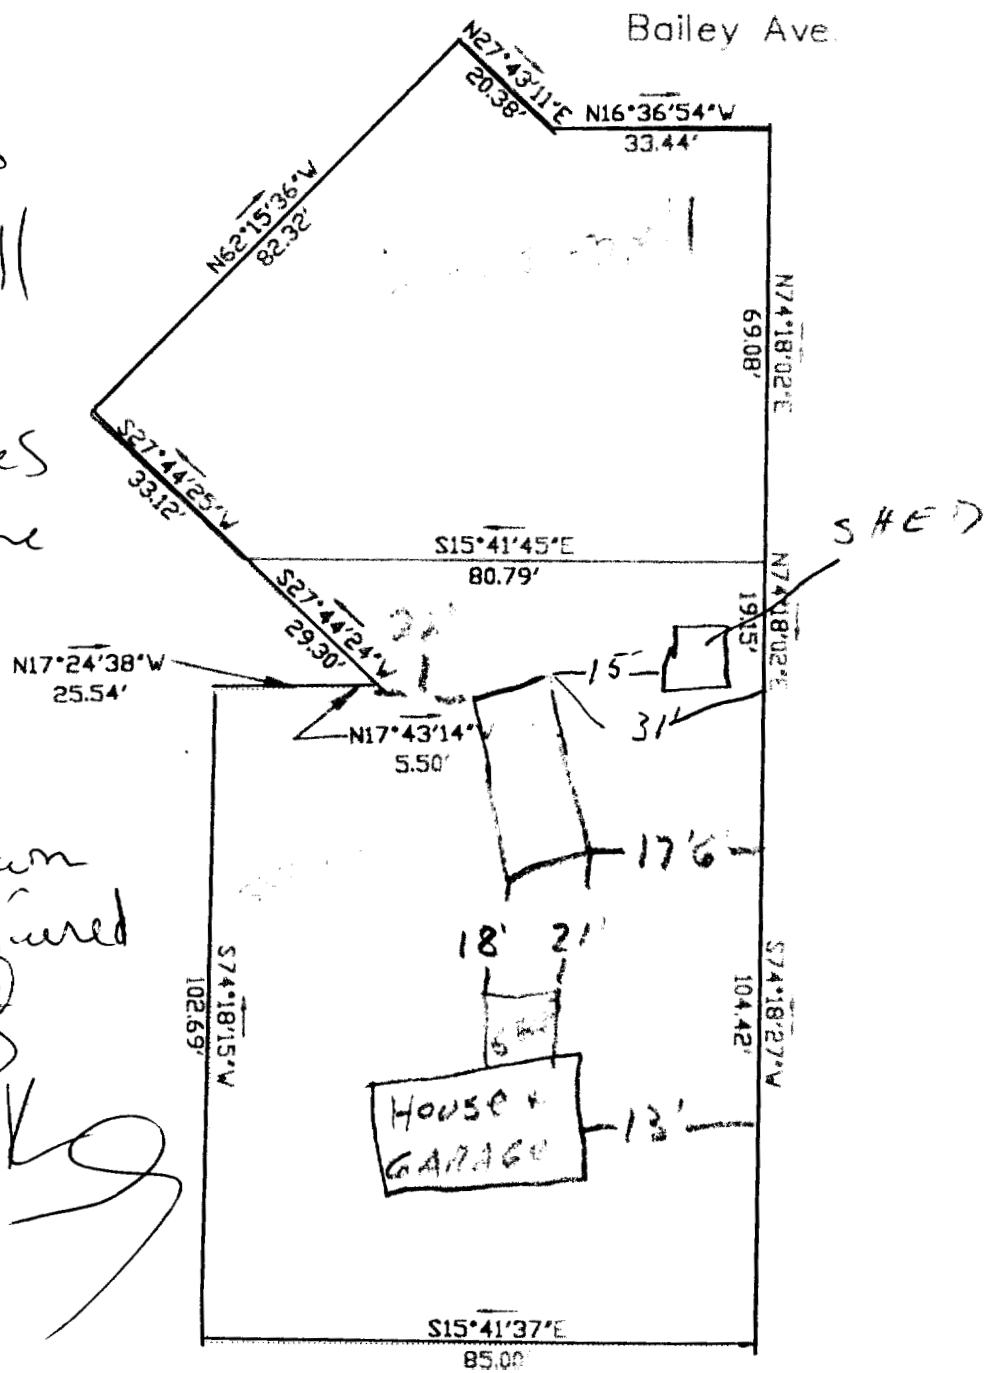 Bailey Ave.
N27°43'11"E
20.38'
N16°36'54"W
33.44'
N62°15'36"W
82.32'
N74°18'02"E
69.08'
S27°44'25"W
33.12'
S15°41'45"E
80.79'
SHED
N74°18'02"E
19.15'
S27°44'24"W
29.30'
N17°24'38"W
25.54'
15'
31'
N17°43'14"
5.50'
17'6"
18' 21'
S74°18'15"W
102.69'
S74°18'27"W
104.42'
House +
GARAGE
13'
S15°41'37"E
85.00'